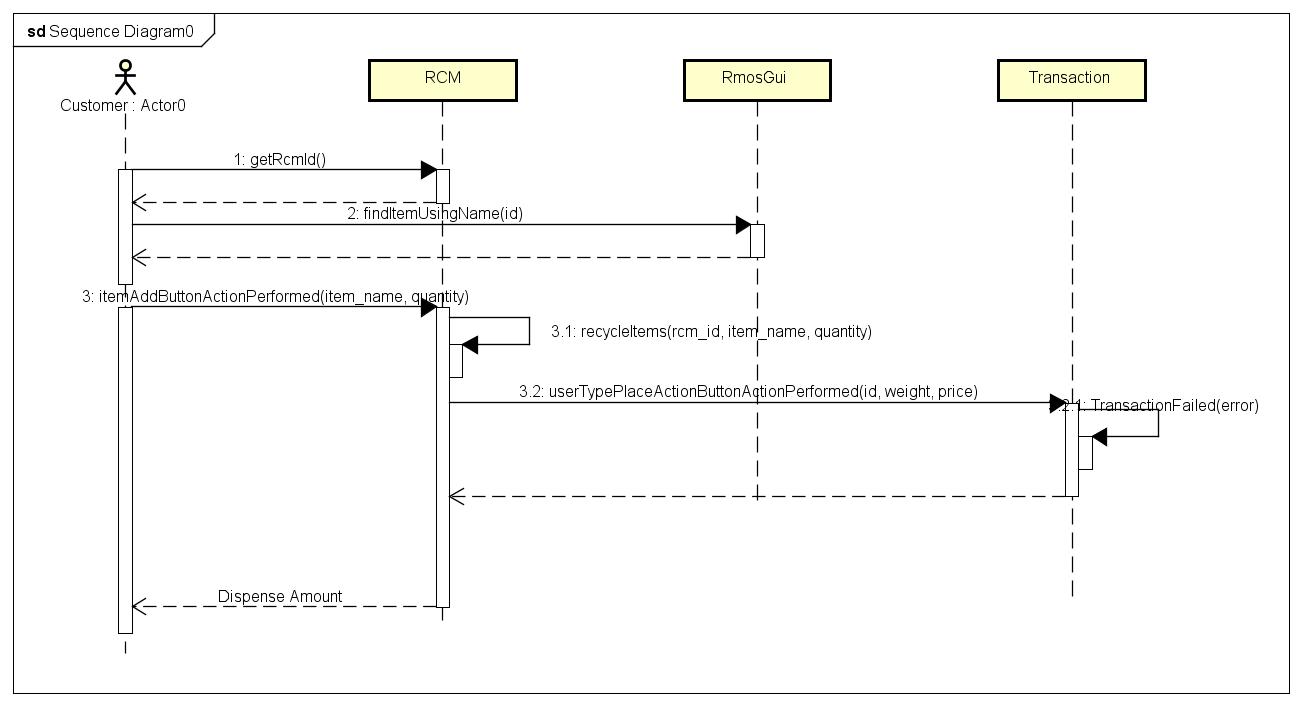 sd Sequence Diagram0
RCM
RmosGui
Transaction
Customer : Actor0
1: getRcmId()
2: findItemUsingName(id)
3: itemAddButtonActionPerformed(item_name, quantity)
3.1: recycleItems(rcm_id, item_name, quantity)
3.2: userTypePlaceActionButtonActionPerformed(id, weight, price)
3.2.1: TransactionFailed(error)
Dispense Amount